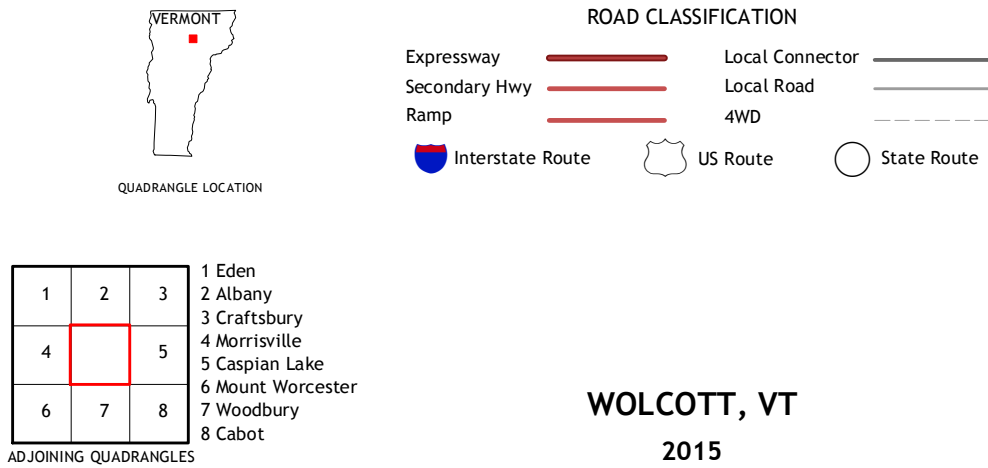 VERMONT
QUADRANGLE LOCATION
ROAD CLASSIFICATION
Expressway
Local Connector
Secondary Hwy
Local Road
Ramp
4WD
Interstate Route
US Route
State Route
1 2 3
4 5
6 7 8
1 Eden
2 Albany
3 Craftsbury
4 Morrisville
5 Caspian Lake
6 Mount Worcester
7 Woodbury
8 Cabot
ADJOINING QUADRANGLES
WOLCOTT, VT
2015